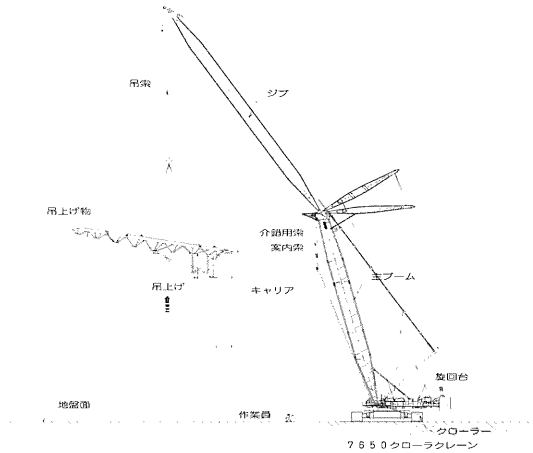 吊索
ジブ
吊上げ物
介錯用索
案内索
吊上げ
キャリア
主ブーム
旋回台
地盤面
作業員
クローラー
7650クローラクレーン